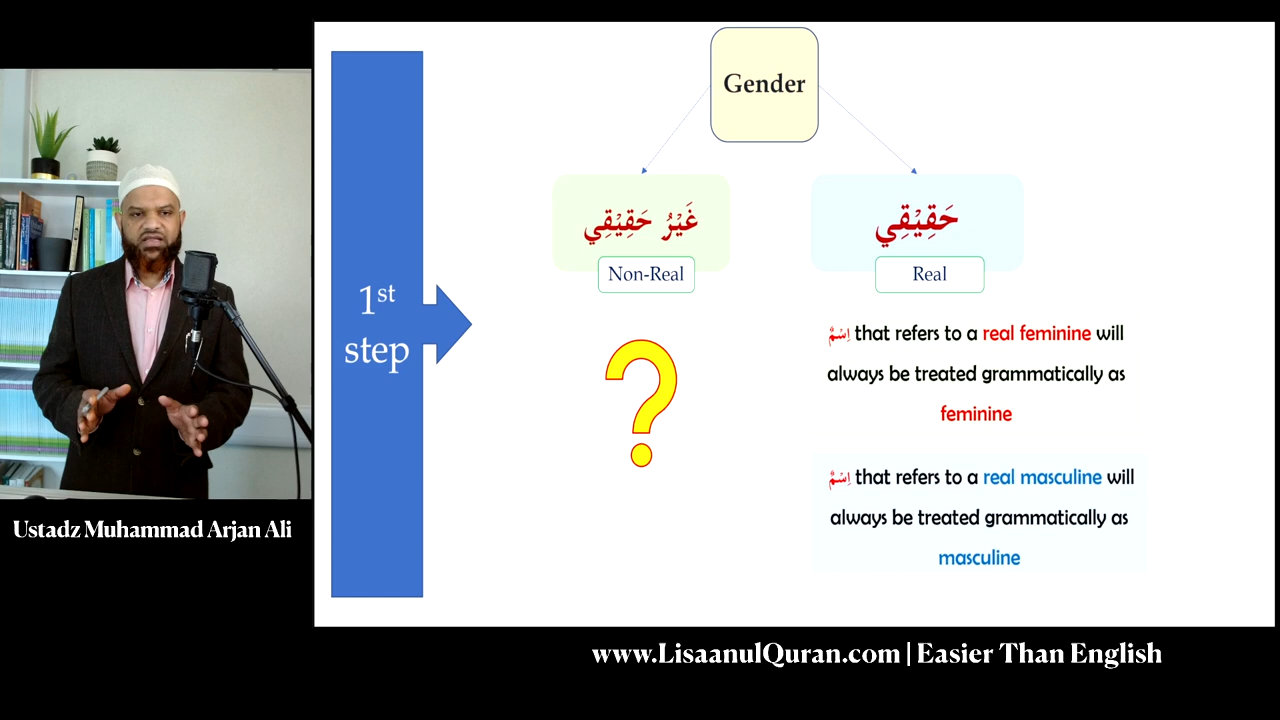 Gender
غَيْرُ حَقِيْقِي
حَقِيْقِي
Non-Real
Real
1st
step
?
اِسْمٌ that refers to a real feminine will
always be treated grammatically as
feminine
اِسْمٌ that refers to a real masculine will
always be treated grammatically as
masculine
Ustadz Muhammad Arjan Ali
www.LisaanulQuran.com | Easier Than English